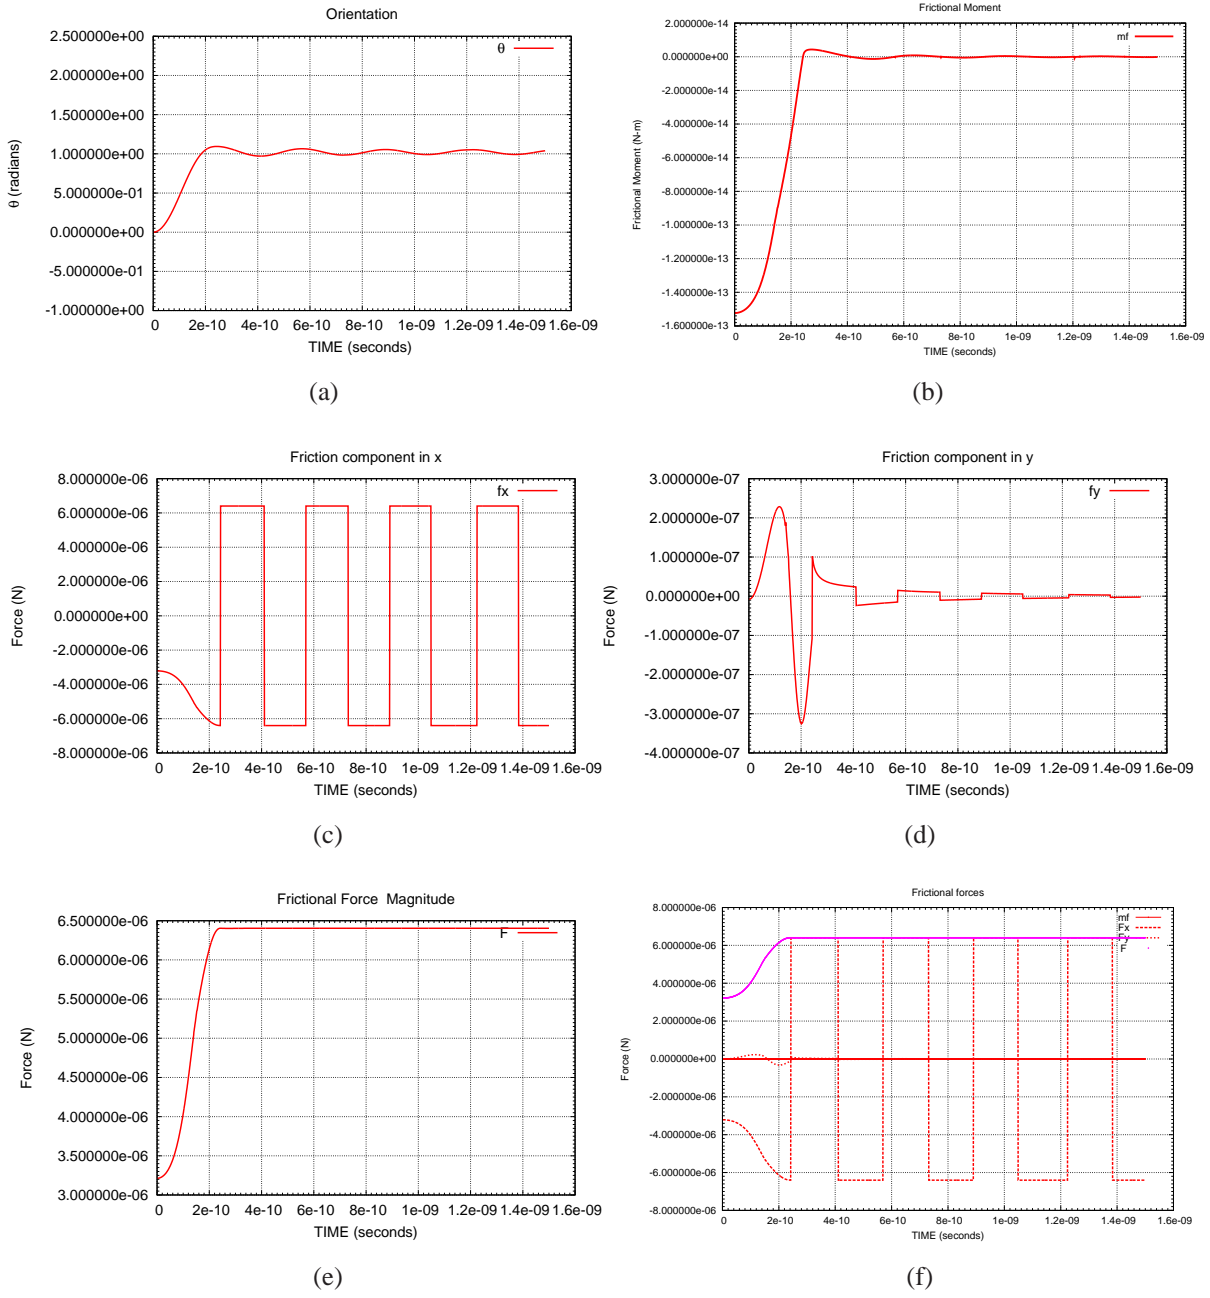 Orientation
θ
2.500000e+00
2.000000e+00
1.500000e+00
1.000000e+00
5.000000e-01
0.000000e+00
-5.000000e-01
-1.000000e+00
θ (radians)
0 2e-10 4e-10 6e-10 8e-10 1e-09 1.2e-09 1.4e-09 1.6e-09
TIME (seconds)
(a)
Frictional Moment
mf
2.000000e-14
0.000000e+00
-2.000000e-14
-4.000000e-14
-6.000000e-14
-8.000000e-14
-1.000000e-13
-1.200000e-13
-1.400000e-13
-1.600000e-13
Frictional Moment (N-m)
0 2e-10 4e-10 6e-10 8e-10 1e-09 1.2e-09 1.4e-09 1.6e-09
TIME (seconds)
(b)
Friction component in x
fx
8.000000e-06
6.000000e-06
4.000000e-06
2.000000e-06
0.000000e+00
-2.000000e-06
-4.000000e-06
-6.000000e-06
-8.000000e-06
Force (N)
0 2e-10 4e-10 6e-10 8e-10 1e-09 1.2e-09 1.4e-09 1.6e-09
TIME (seconds)
(c)
Friction component in y
fy
3.000000e-07
2.000000e-07
1.000000e-07
0.000000e+00
-1.000000e-07
-2.000000e-07
-3.000000e-07
-4.000000e-07
Force (N)
0 2e-10 4e-10 6e-10 8e-10 1e-09 1.2e-09 1.4e-09 1.6e-09
TIME (seconds)
(d)
Frictional Force Magnitude
F
6.500000e-06
6.000000e-06
5.500000e-06
5.000000e-06
4.500000e-06
4.000000e-06
3.500000e-06
3.000000e-06
Force (N)
0 2e-10 4e-10 6e-10 8e-10 1e-09 1.2e-09 1.4e-09 1.6e-09
TIME (seconds)
(e)
Frictional forces
mf
Fx
Fy
F
8.000000e-06
6.000000e-06
4.000000e-06
2.000000e-06
0.000000e+00
-2.000000e-06
-4.000000e-06
-6.000000e-06
-8.000000e-06
Force (N)
0 2e-10 4e-10 6e-10 8e-10 1e-09 1.2e-09 1.4e-09 1.6e-09
TIME (seconds)
(f)